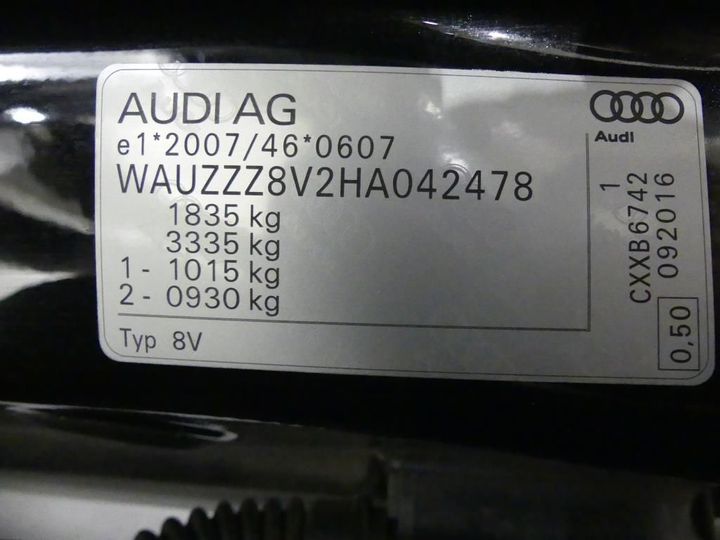 AUDI AG
Audi
e1*2007/46*0607
WAUZZZ8V2HA042478
1835 kg
3335 kg
1 - 1015 kg
2 - 0930 kg
Typ 8V
1
CXXB6742
092016
0,50